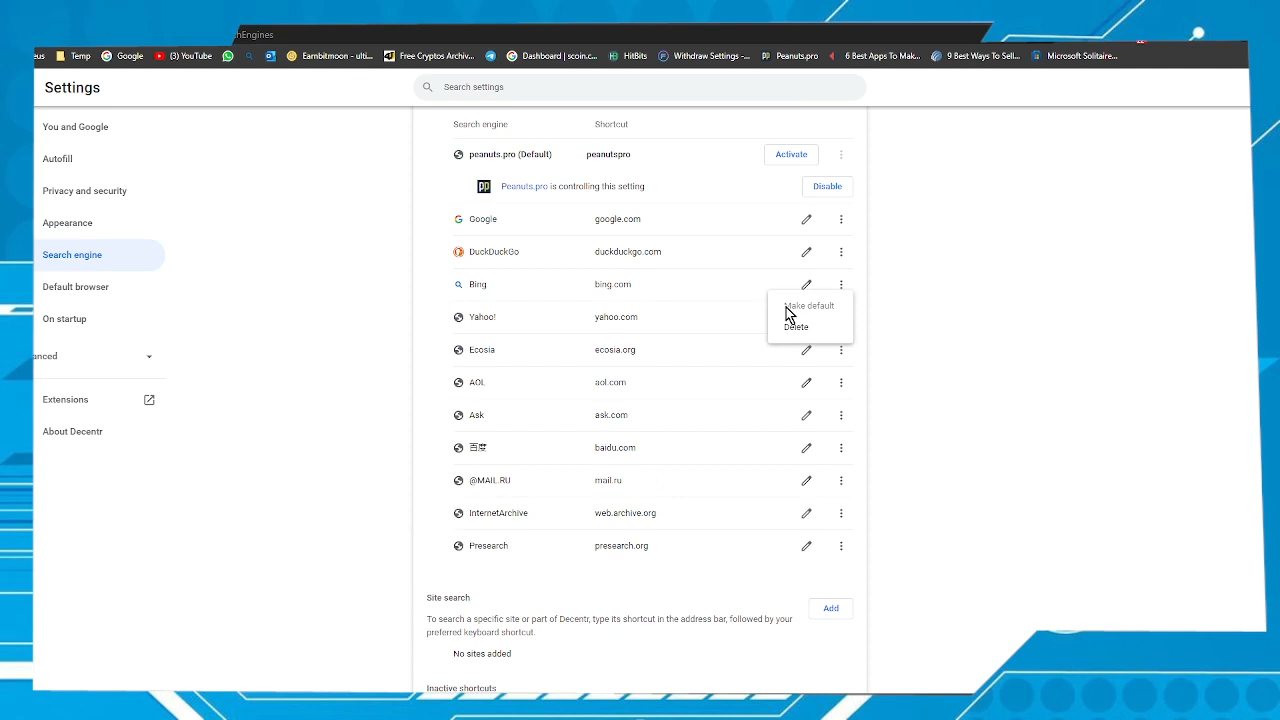 hEngines
eus Temp Google (3) YouTube Earnbitmoon - ulti... Free Cryptos Archiv... Dashboard | scoin.c... HitBits Withdraw Settings -... Peanuts.pro 6 Best Apps To Mak... 9 Best Ways To Sell... Microsoft Solitaire...
Settings
Search settings
You and Google
Autofill
Privacy and security
Appearance
Search engine
Default browser
On startup
anced
Extensions
About Decentr
Search engine Shortcut
peanuts.pro (Default) peanutspro Activate
Peanuts.pro is controlling this setting Disable
Google google.com
DuckDuckGo duckduckgo.com
Bing bing.com
Make default
Yahoo! yahoo.com
Delete
Ecosia ecosia.org
AOL aol.com
Ask ask.com
百度 baidu.com
@MAIL.RU mail.ru
InternetArchive web.archive.org
Presearch presearch.org
Site search
Add
To search a specific site or part of Decentr, type its shortcut in the address bar, followed by your
preferred keyboard shortcut.
No sites added
Inactive shortcuts